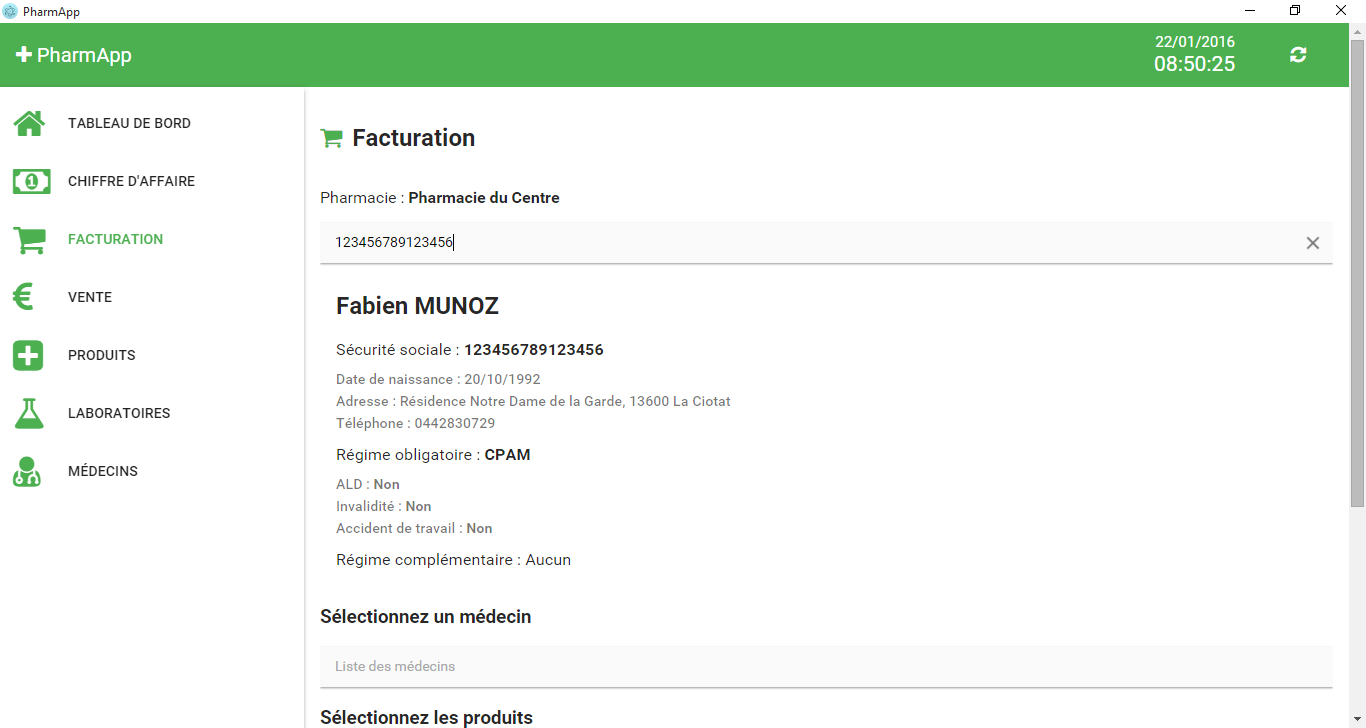 PharmApp
PharmApp
22/01/2016
08:50:25
TABLEAU DE BORD
CHIFFRE D'AFFAIRE
FACTURATION
VENTE
PRODUITS
LABORATOIRES
MÉDECINS
Facturation
Pharmacie : Pharmacie du Centre
123456789123456
Fabien MUNOZ
Sécurité sociale : 123456789123456
Date de naissance : 20/10/1992
Adresse : Résidence Notre Dame de la Garde, 13600 La Ciotat
Téléphone : 0442830729
Régime obligatoire : CPAM
ALD : Non
Invalidité : Non
Accident de travail : Non
Régime complémentaire : Aucun
Sélectionnez un médecin
Liste des médecins
Sélectionnez les produits